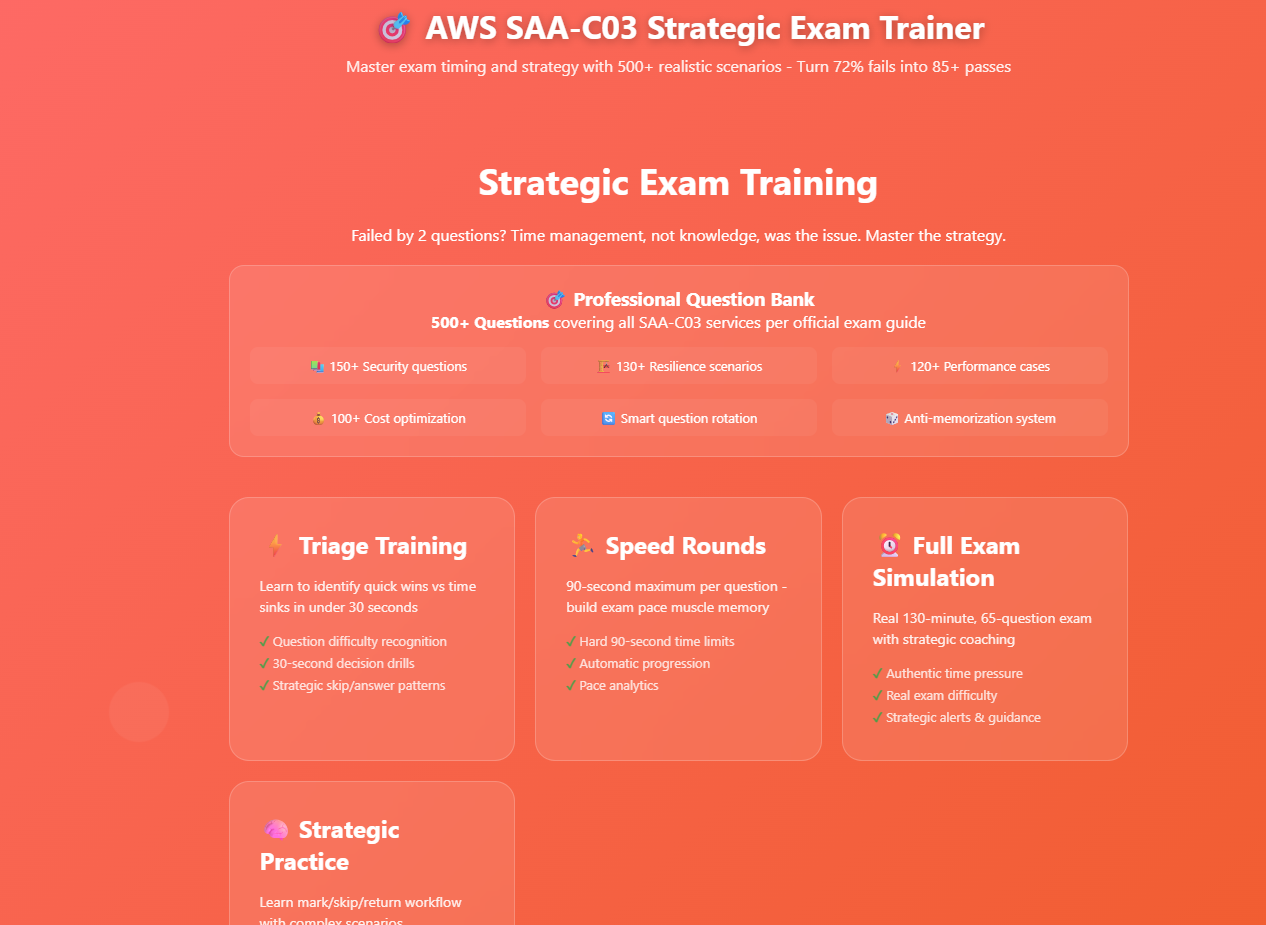 🎯 AWS SAA-C03 Strategic Exam Trainer
Master exam timing and strategy with 500+ realistic scenarios - Turn 72% fails into 85+ passes
Strategic Exam Training
Failed by 2 questions? Time management, not knowledge, was the issue. Master the strategy.
🎯 Professional Question Bank
500+ Questions covering all SAA-C03 services per official exam guide
150+ Security questions
130+ Resilience scenarios
⚡ 120+ Performance cases
💰 100+ Cost optimization
🔄 Smart question rotation
🎲 Anti-memorization system
⚡ Triage Training
Learn to identify quick wins vs time
sinks in under 30 seconds
✓ Question difficulty recognition
✓ 30-second decision drills
✓ Strategic skip/answer patterns
🏃 Speed Rounds
90-second maximum per question -
build exam pace muscle memory
✓ Hard 90-second time limits
✓ Automatic progression
✓ Pace analytics
⏰ Full Exam
Simulation
Real 130-minute, 65-question exam
with strategic coaching
✓ Authentic time pressure
✓ Real exam difficulty
✓ Strategic alerts & guidance
🧠 Strategic
Practice
Learn mark/skip/return workflow
with complex scenarios